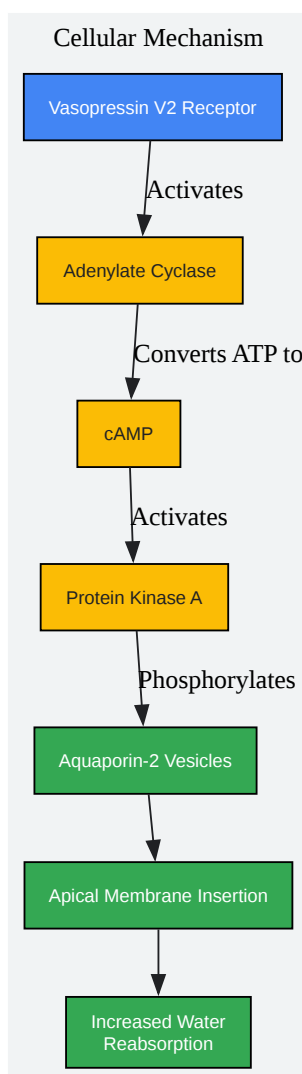 Cellular Mechanism
Vasopressin V2 Receptor
Activates
Adenylate Cyclase
Converts ATP to
cAMP
Activates
Protein Kinase A
Phosphorylates
Aquaporin-2 Vesicles
Apical Membrane Insertion
Increased Water
Reabsorption